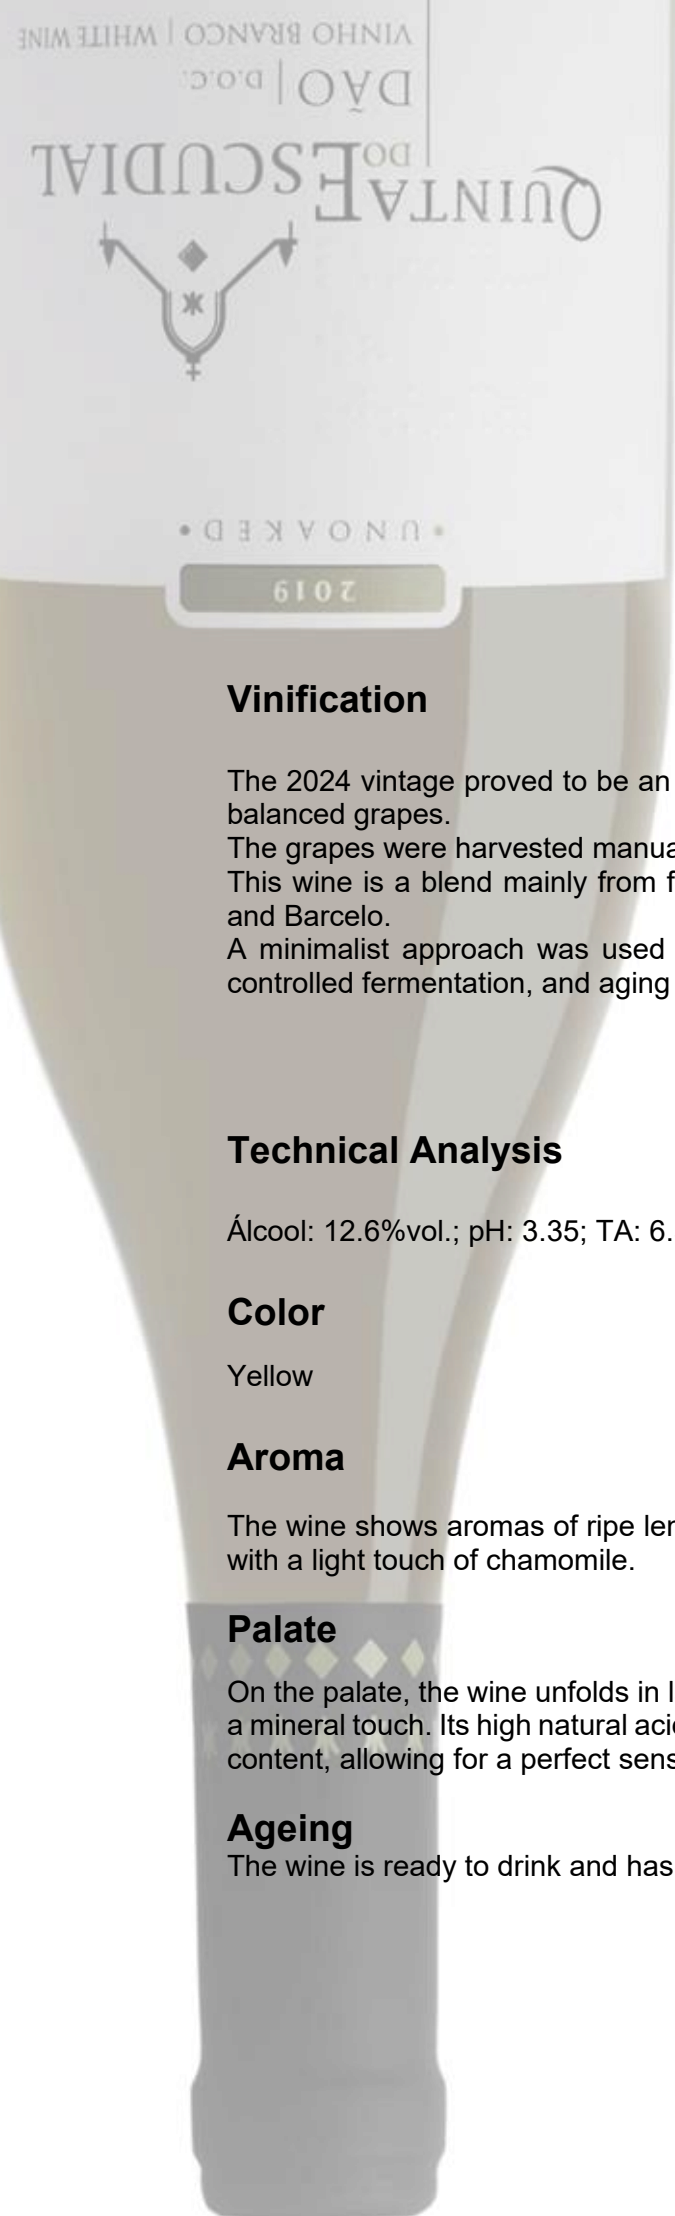 VINHO BRANCO | WHITE WINE
DÃO | D.O.C.
QUINTA DO ESCUDIAL
• UNOAKED •
2019
Vinification
The 2024 vintage proved to be an
balanced grapes.
The grapes were harvested
This wine is a blend mainly from
and Barcelo.
A minimalist approach was used
controlled fermentation, and aging
Technical Analysis
Álcool: 12.6%vol.; pH: 3.35; TA: 6.
Color
Yellow
Aroma
The wine shows aromas of ripe
with a light touch of chamomile.
Palate
On the palate, the wine unfolds in
a mineral touch. Its high natural
content, allowing for a perfect
Ageing
The wine is ready to drink and has